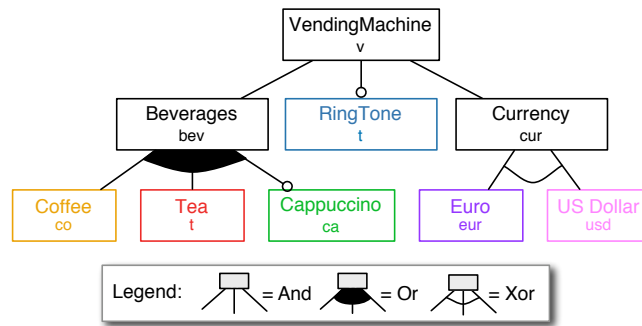 VendingMachine
v
Beverages
bev
RingTone
t
Currency
cur
Coffee
co
Tea
t
Cappuccino
ca
Euro
eur
US Dollar
usd
Legend: = And = Or = Xor